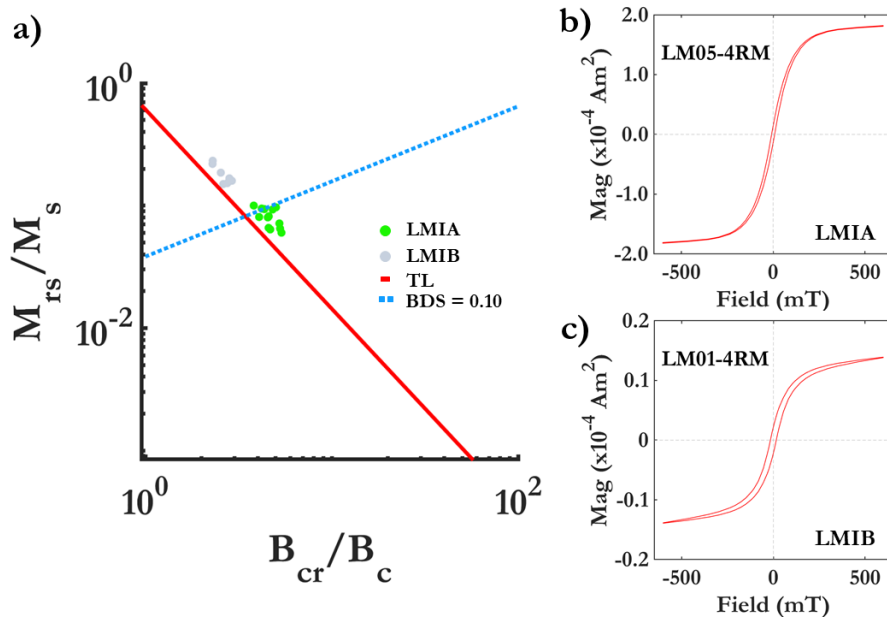 a)
10^0
10^-2
M_rs/M_s
LMIA
LMIB
TL
BDS = 0.10
10^0
10^2
B_cr/B_c
b)
2.0
LM05-4RM
1.0
0.0
-1.0
-2.0
LMIA
-500
0
500
Mag (x10^-4 Am^2)
Field (mT)
c)
0.2
LM01-4RM
0.1
0
-0.1
-0.2
LMIB
-500
0
500
Mag (x10^-4 Am^2)
Field (mT)